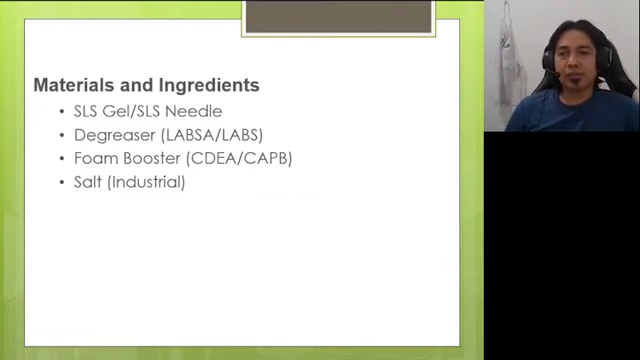 Materials and Ingredients
• SLS Gel/SLS Needle
• Degreaser (LABSA/LABS)
• Foam Booster (CDEA/CAPB)
• Salt (Industrial)